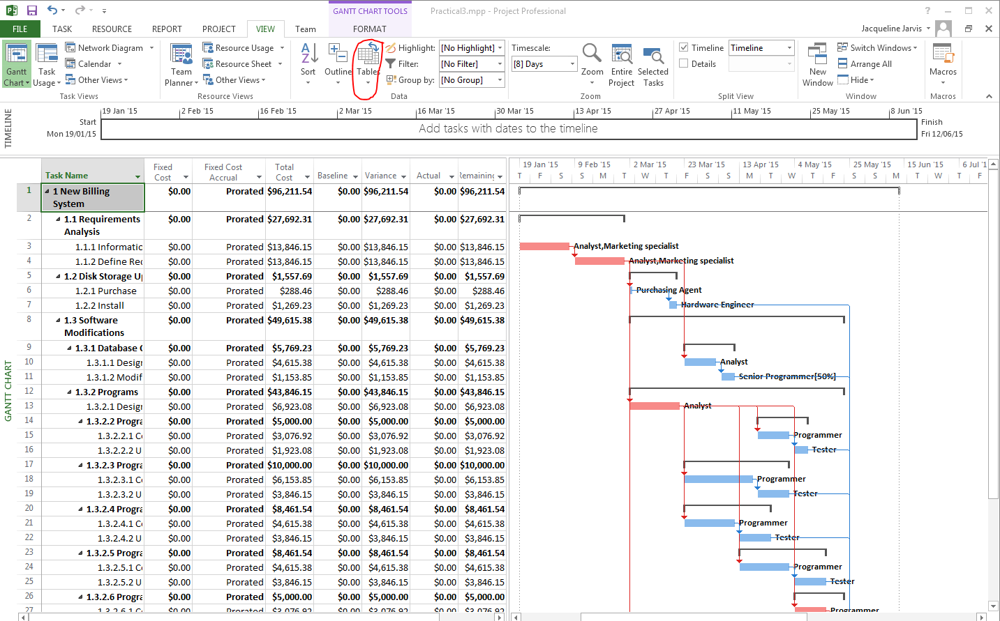 GANTT CHART TOOLS
Practical3.mpp - Project Professional
FILE TASK RESOURCE REPORT PROJECT VIEW Team FORMAT
Jacqueline Jarvis
Gantt Chart
Task Usage
Network Diagram
Calendar
Other Views
Task Views
Team Planner
Resource Usage
Resource Sheet
Other Views
Resource Views
Sort
Outline
Tables
Highlight: [No Highlight]
Filter: [No Filter]
Group by: [No Group]
Data
Timescale:
[8] Days
Zoom
Entire Project
Selected Tasks
Zoom
Timeline Timeline
Details
Split View
New Window
Switch Windows
Arrange All
Hide
Window
Macros
Macros
TIMELINE
19 Jan '15 2 Feb '15 16 Feb '15 2 Mar '15 16 Mar '15 30 Mar '15 13 Apr '15 27 Apr '15 11 May '15 25 May '15 8 Jun '15
Start
Mon 19/01/15
Add tasks with dates to the timeline
Finish
Fri 12/06/15
GANTT CHART
Task Name Fixed Cost Fixed Cost Accrual Total Cost Baseline Variance Actual Remaining
1 1 New Billing System $0.00 Prorated $96,211.54 $0.00 $96,211.54 $0.00 $96,211.54
2 1.1 Requirements Analysis $0.00 Prorated $27,692.31 $0.00 $27,692.31 $0.00 $27,692.31
3 1.1.1 Informatic $0.00 Prorated $13,846.15 $0.00 $13,846.15 $0.00 $13,846.15
4 1.1.2 Define Rec $0.00 Prorated $13,846.15 $0.00 $13,846.15 $0.00 $13,846.15
5 1.2 Disk Storage U $0.00 Prorated $1,557.69 $0.00 $1,557.69 $0.00 $1,557.69
6 1.2.1 Purchase $0.00 Prorated $288.46 $0.00 $288.46 $0.00 $288.46
7 1.2.2 Install $0.00 Prorated $1,269.23 $0.00 $1,269.23 $0.00 $1,269.23
8 1.3 Software Modifications $0.00 Prorated $49,615.38 $0.00 $49,615.38 $0.00 $49,615.38
9 1.3.1 Database $0.00 Prorated $5,769.23 $0.00 $5,769.23 $0.00 $5,769.23
10 1.3.1.1 Desigr $0.00 Prorated $4,615.38 $0.00 $4,615.38 $0.00 $4,615.38
11 1.3.1.2 Modif $0.00 Prorated $1,153.85 $0.00 $1,153.85 $0.00 $1,153.85
12 1.3.2 Programs $0.00 Prorated $43,846.15 $0.00 $43,846.15 $0.00 $43,846.15
13 1.3.2.1 Desigr $0.00 Prorated $6,923.08 $0.00 $6,923.08 $0.00 $6,923.08
14 1.3.2.2 Progra $0.00 Prorated $5,000.00 $0.00 $5,000.00 $0.00 $5,000.00
15 1.3.2.2.1 C $0.00 Prorated $3,076.92 $0.00 $3,076.92 $0.00 $3,076.92
16 1.3.2.2.2 U $0.00 Prorated $1,923.08 $0.00 $1,923.08 $0.00 $1,923.08
17 1.3.2.3 Progra $0.00 Prorated $10,000.00 $0.00 $10,000.00 $0.00 $10,000.00
18 1.3.2.3.1 C $0.00 Prorated $6,153.85 $0.00 $6,153.85 $0.00 $6,153.85
19 1.3.2.3.2 U $0.00 Prorated $3,846.15 $0.00 $3,846.15 $0.00 $3,846.15
20 1.3.2.4 Progra $0.00 Prorated $8,461.54 $0.00 $8,461.54 $0.00 $8,461.54
21 1.3.2.4.1 C $0.00 Prorated $4,615.38 $0.00 $4,615.38 $0.00 $4,615.38
22 1.3.2.4.2 U $0.00 Prorated $3,846.15 $0.00 $3,846.15 $0.00 $3,846.15
23 1.3.2.5 Progra $0.00 Prorated $8,461.54 $0.00 $8,461.54 $0.00 $8,461.54
24 1.3.2.5.1 C $0.00 Prorated $4,615.38 $0.00 $4,615.38 $0.00 $4,615.38
25 1.3.2.5.2 U $0.00 Prorated $3,846.15 $0.00 $3,846.15 $0.00 $3,846.15
26 1.3.2.6 Progra $0.00 Prorated $5,000.00 $0.00 $5,000.00 $0.00 $5,000.00
27 1.3.2.6.1 C $0.00 Prorated $3,076.92 $0.00 $3,076.92 $0.00 $3,076.92
19 Jan '15 9 Feb '15 2 Mar '15 23 Mar '15 13 Apr '15 4 May '15 25 May '15 15 Jun '15 6 Jul '1
T F S T M W F S T T S M W F S T T S M W T F
Analyst,Marketing specialist
Analyst,Marketing specialist
Purchasing Agent
Hardware Engineer
Analyst
Senior Programmer[50%]
Analyst
Programmer
Tester
Programmer
Tester
Programmer
Tester
Programmer
Tester
Programmer